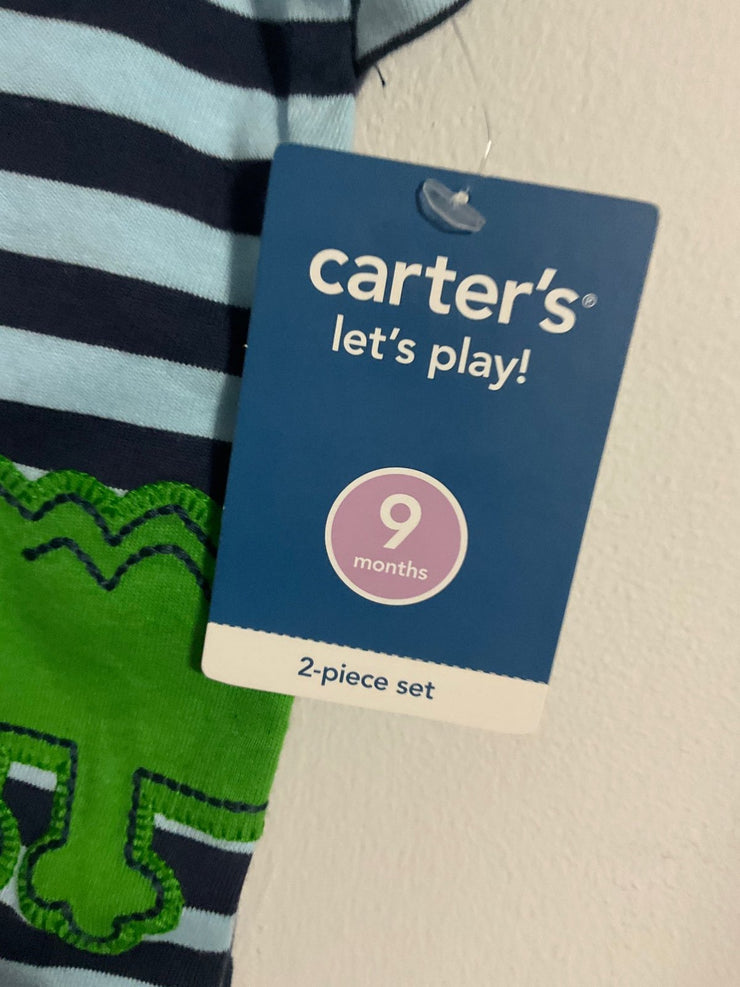 carter's®
let's play!
9
months
2-piece set